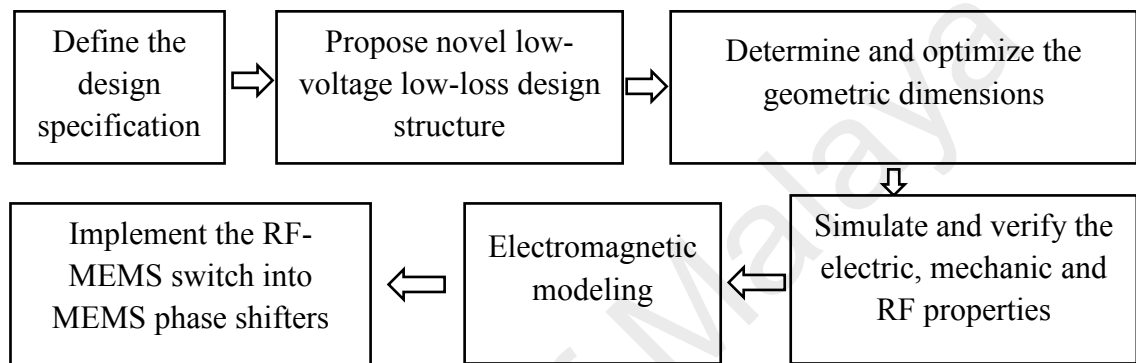 Define the
design
specification
Propose novel low-
voltage low-loss design
structure
Determine and optimize the
geometric dimensions
Simulate and verify the
electric, mechanic and
RF properties
Electromagnetic
modeling
Implement the RF-
MEMS switch into
MEMS phase shifters
Malaya